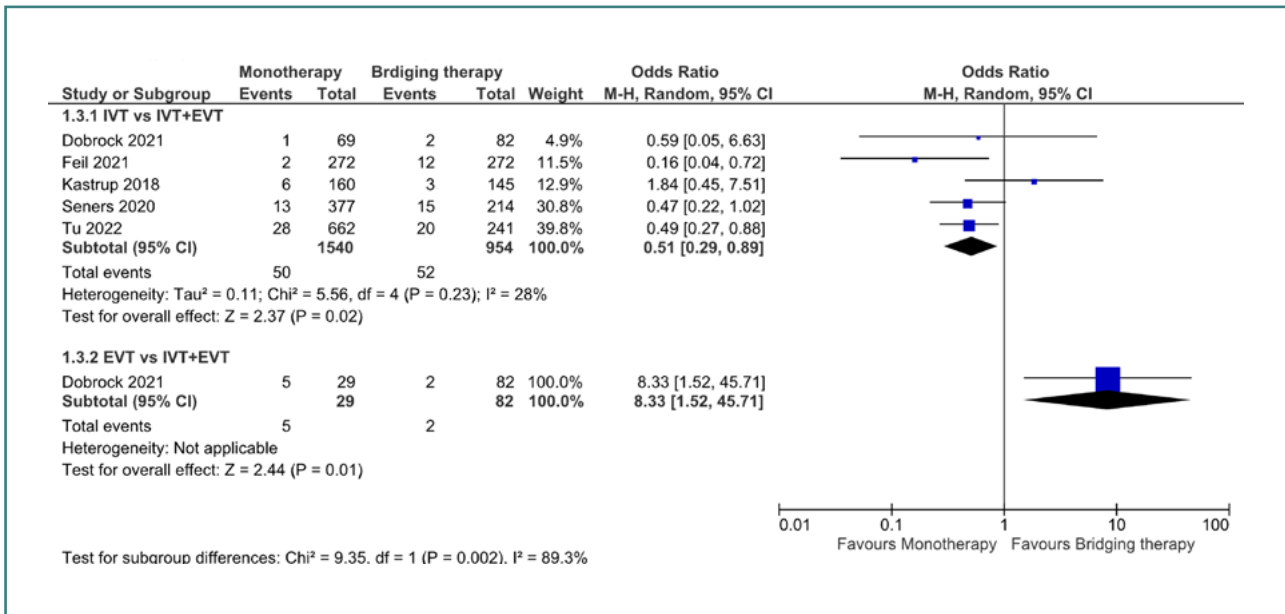 Monotherapy Brdiging therapy Odds Ratio Odds Ratio
Study or Subgroup Events Total Events Total Weight M-H, Random, 95% CI M-H, Random, 95% CI
1.3.1 IVT vs IVT+EVT
Dobrock 2021 1 69 2 82 4.9% 0.59 [0.05, 6.63]
Feil 2021 2 272 12 272 11.5% 0.16 [0.04, 0.72]
Kastrup 2018 6 160 3 145 12.9% 1.84 [0.45, 7.51]
Seners 2020 13 377 15 214 30.8% 0.47 [0.22, 1.02]
Tu 2022 28 662 20 241 39.8% 0.49 [0.27, 0.88]
Subtotal (95% CI) 1540 954 100.0% 0.51 [0.29, 0.89]
Total events 50 52
Heterogeneity: Tau² = 0.11; Chi² = 5.56, df = 4 (P = 0.23); I² = 28%
Test for overall effect: Z = 2.37 (P = 0.02)
1.3.2 EVT vs IVT+EVT
Dobrock 2021 5 29 2 82 100.0% 8.33 [1.52, 45.71]
Subtotal (95% CI) 29 82 100.0% 8.33 [1.52, 45.71]
Total events 5 2
Heterogeneity: Not applicable
Test for overall effect: Z = 2.44 (P = 0.01)
0.01 0.1 1 10 100
Favours Monotherapy Favours Bridging therapy
Test for subgroup differences: Chi² = 9.35, df = 1 (P = 0.002), I² = 89.3%